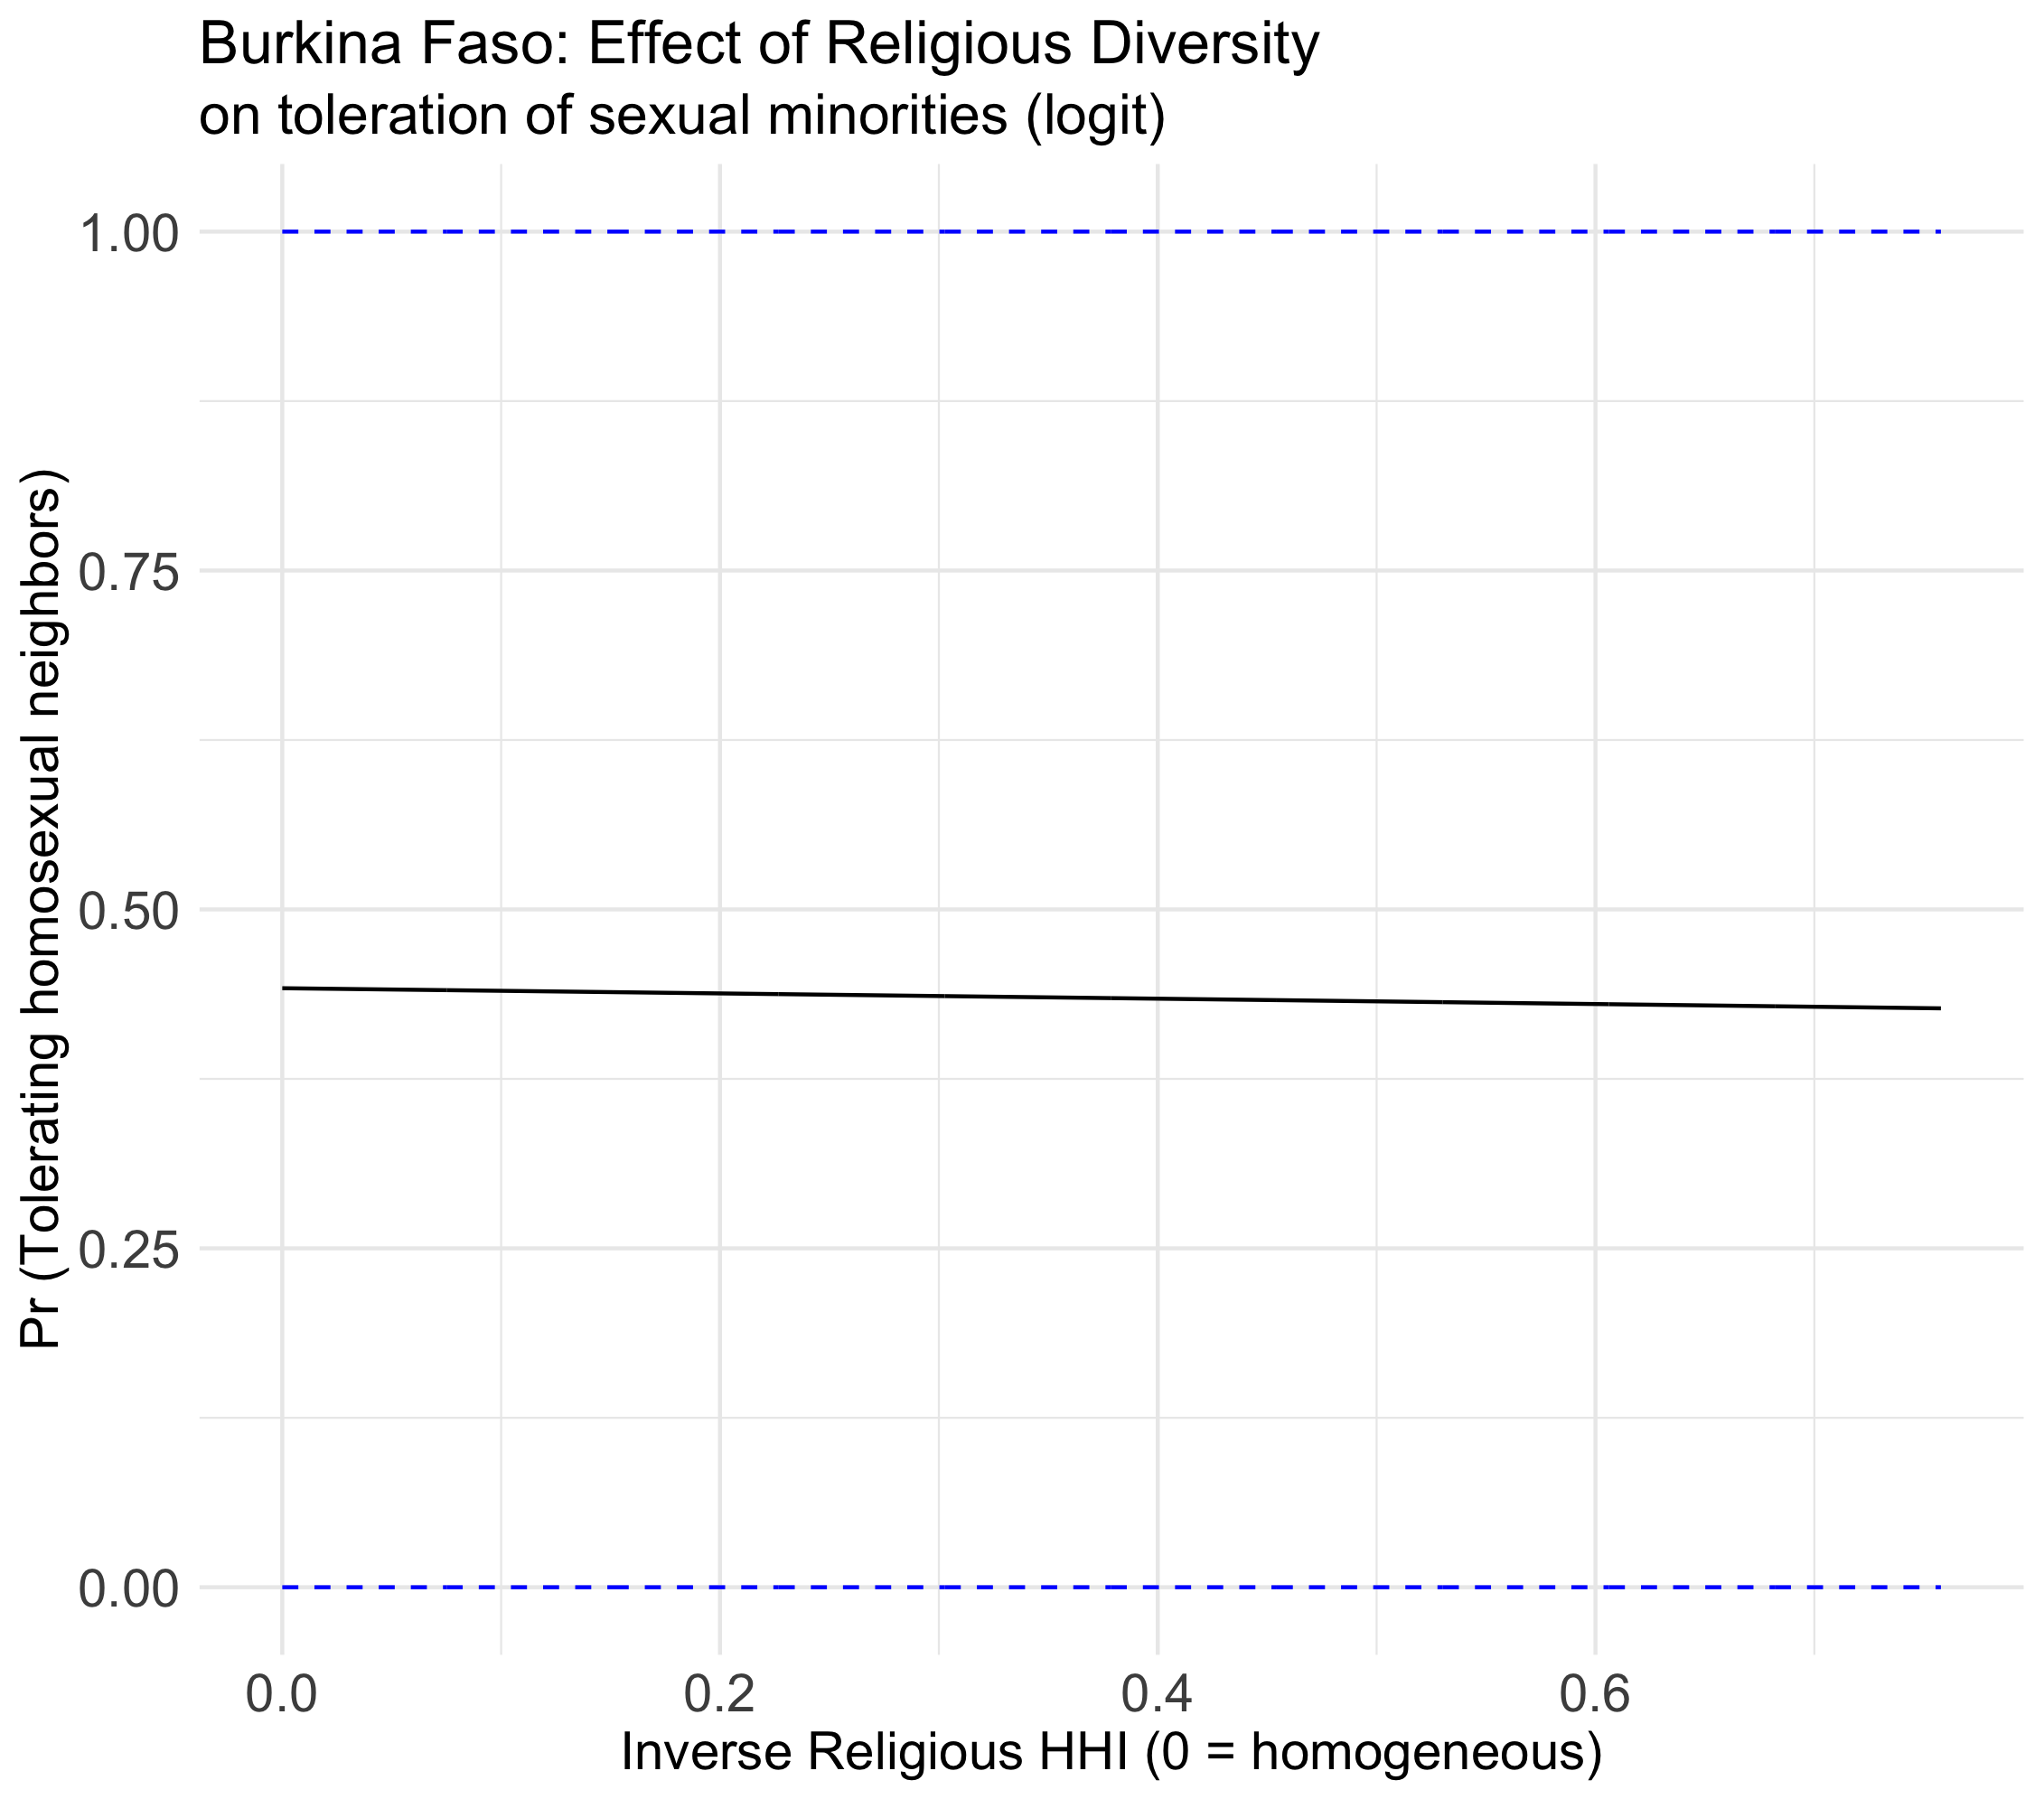 Burkina Faso: Effect of Religious Diversity
on toleration of sexual minorities (logit)
Pr (Tolerating homosexual neighbors)
1.00
0.75
0.50
0.25
0.00
0.0 0.2 0.4 0.6
Inverse Religious HHI (0 = homogeneous)